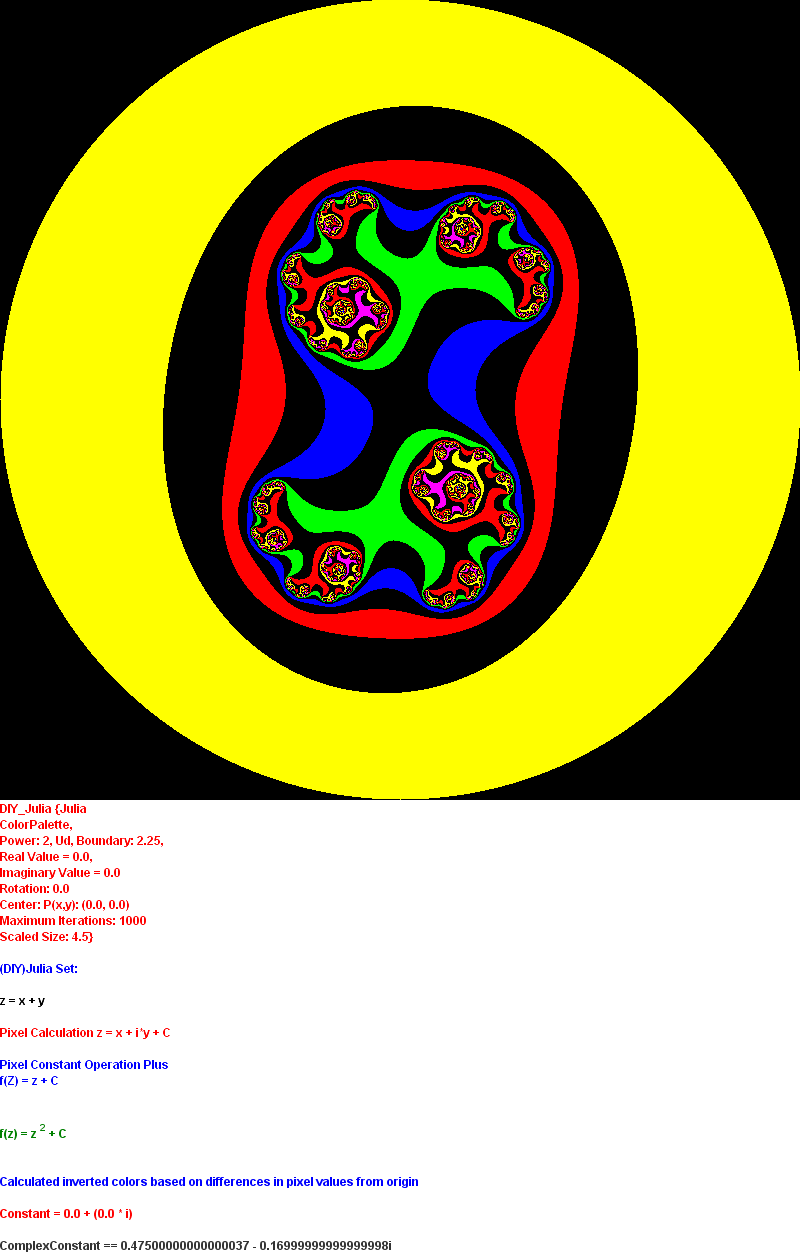 DIY_Julia {Julia
ColorPalette,
Power: 2, Ud, Boundary: 2.25,
Real Value = 0.0,
Imaginary Value = 0.0
Rotation: 0.0
Center: P(x,y): (0.0, 0.0)
Maximum Iterations: 1000
Scaled Size: 4.5}
(DIY)Julia Set:
z = x + y
Pixel Calculation z = x + i*y + C
Pixel Constant Operation Plus
f(Z) = z + C
f(z) = z 2 + C
Calculated inverted colors based on differences in pixel values from origin
Constant = 0.0 + (0.0 * i)
ComplexConstant == 0.47500000000000037 - 0.16999999999999998i